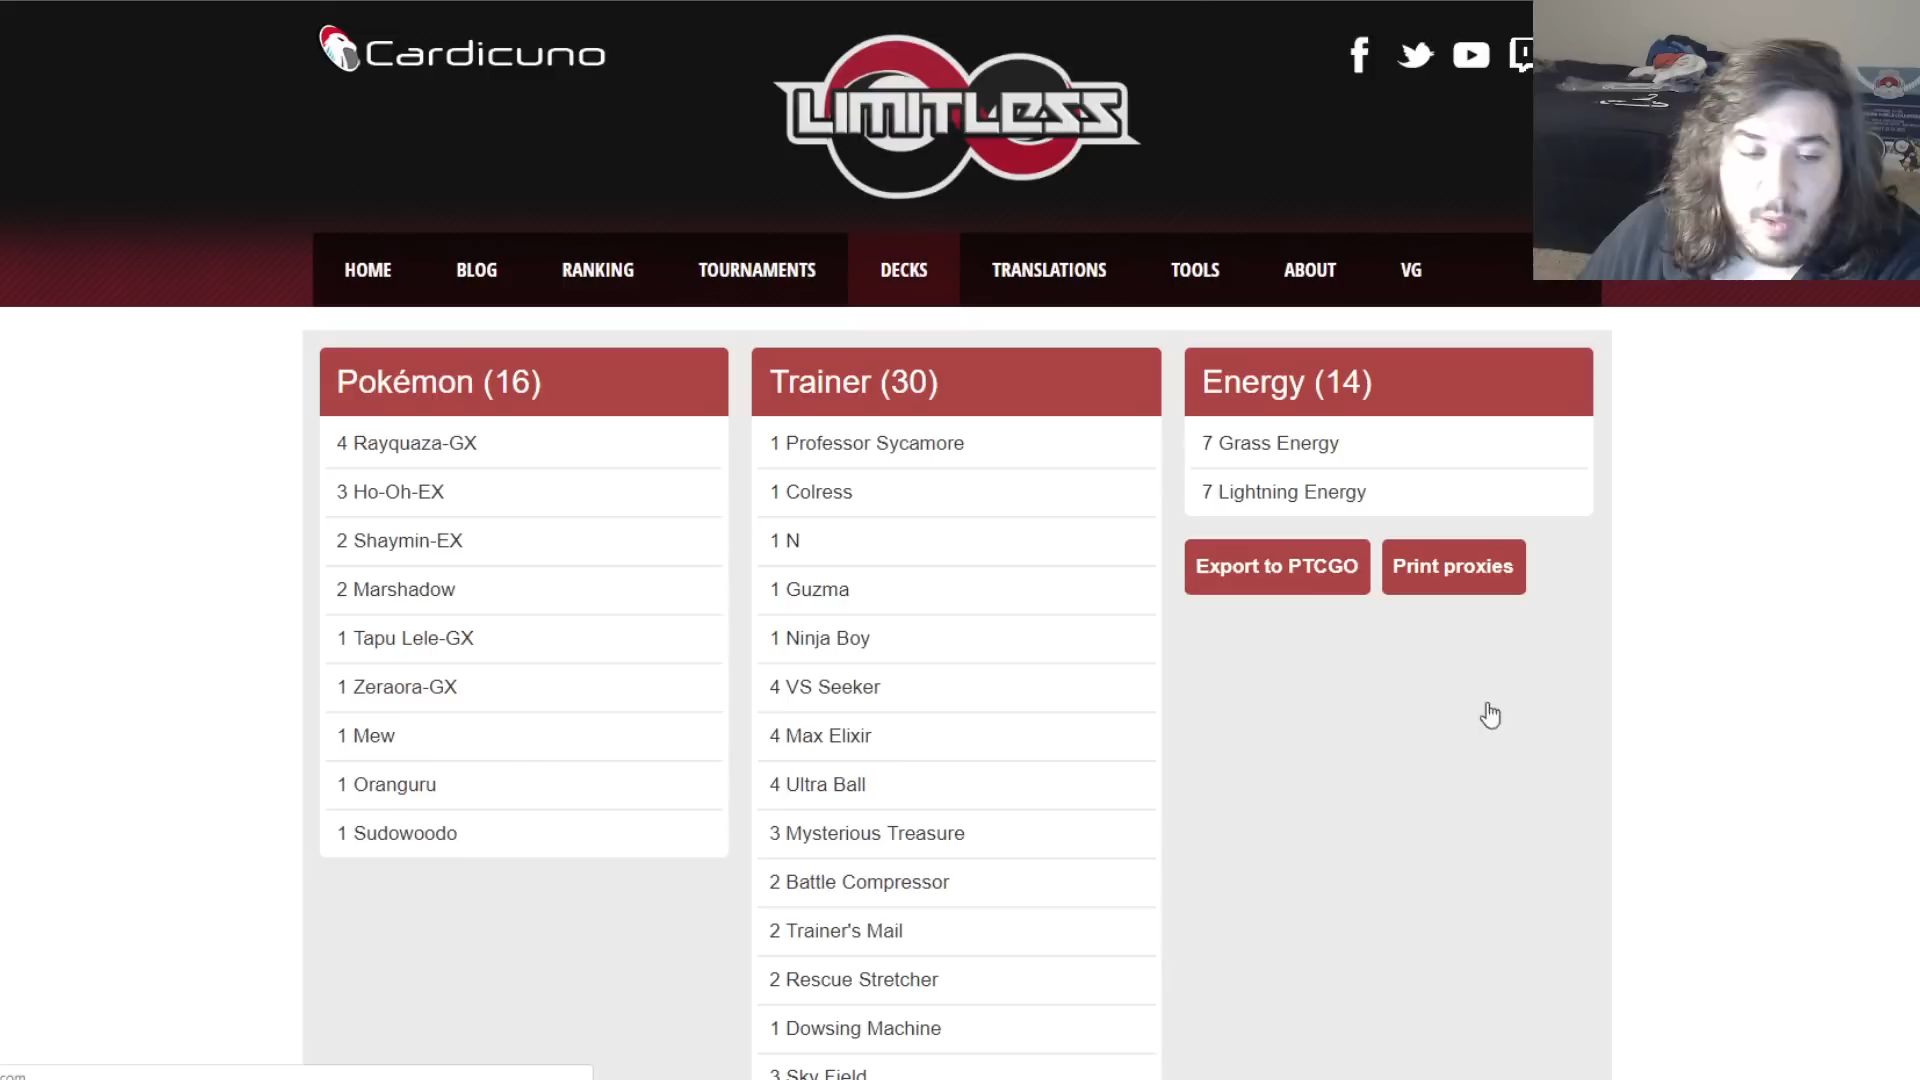 Cardicuno
LIMITLESS
HOME BLOG RANKING TOURNAMENTS DECKS TRANSLATIONS TOOLS ABOUT VG
Pokémon (16)
4 Rayquaza-GX
3 Ho-Oh-EX
2 Shaymin-EX
2 Marshadow
1 Tapu Lele-GX
1 Zeraora-GX
1 Mew
1 Oranguru
1 Sudowoodo
Trainer (30)
1 Professor Sycamore
1 Colress
1 N
1 Guzma
1 Ninja Boy
4 VS Seeker
4 Max Elixir
4 Ultra Ball
3 Mysterious Treasure
2 Battle Compressor
2 Trainer's Mail
2 Rescue Stretcher
1 Dowsing Machine
3 Sky Field
Energy (14)
7 Grass Energy
7 Lightning Energy
Export to PTCGO Print proxies